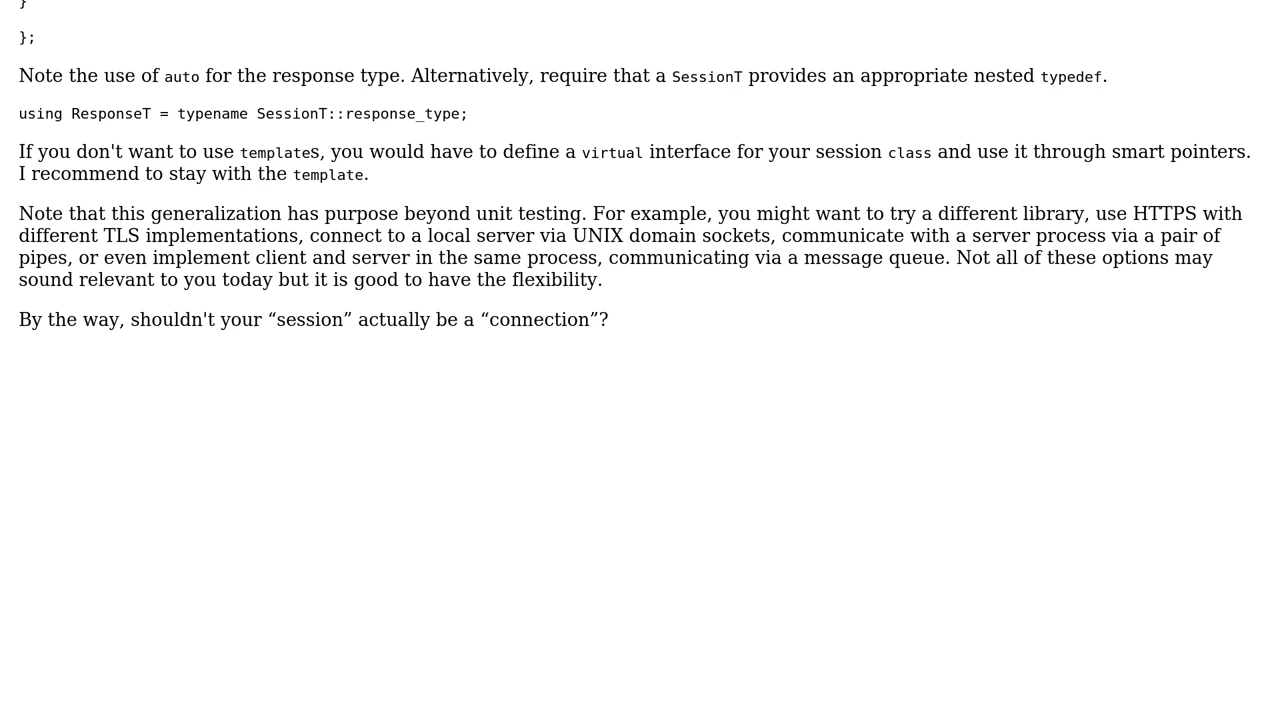 }
};
Note the use of auto for the response type. Alternatively, require that a SessionT provides an appropriate nested typedef.
using ResponseT = typename SessionT::response_type;
If you don't want to use templates, you would have to define a virtual interface for your session class and use it through smart pointers.
I recommend to stay with the template.
Note that this generalization has purpose beyond unit testing. For example, you might want to try a different library, use HTTPS with
different TLS implementations, connect to a local server via UNIX domain sockets, communicate with a server process via a pair of
pipes, or even implement client and server in the same process, communicating via a message queue. Not all of these options may
sound relevant to you today but it is good to have the flexibility.
By the way, shouldn't your “session” actually be a “connection”?